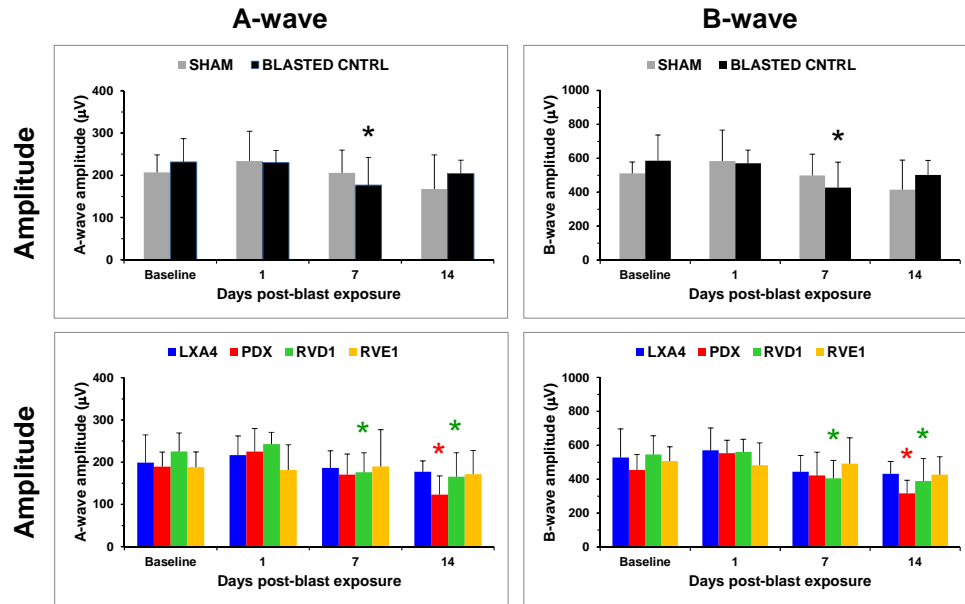 A-wave
B-wave
Amplitude
SHAM BLASTED CNTRL
A-wave amplitude (µV)
400
300
200
100
0
Baseline 1 7 14
*
Days post-blast exposure
SHAM BLASTED CNTRL
B-wave amplitude (µV)
1000
800
600
400
200
0
Baseline 1 7 14
*
Days post-blast exposure
Amplitude
LXA4 PDX RVD1 RVE1
A-wave amplitude (µV)
400
300
200
100
0
Baseline 1 7 14
* * *
Days post-blast exposure
LXA4 PDX RVD1 RVE1
B-wave amplitude (µV)
1000
800
600
400
200
0
Baseline 1 7 14
* * *
Days post-blast exposure